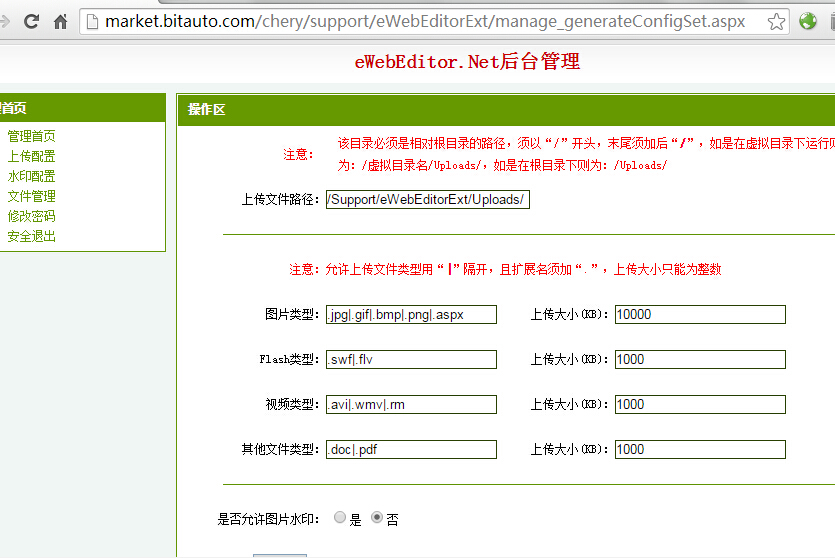 market.bitauto.com/chery/support/eWebEditorExt/manage_generateConfigSet.aspx
eWebEditor.Net后台管理
首页
管理首页
上传配置
水印配置
文件管理
修改密码
安全退出
操作区
注意： 该目录必须是相对根目录的路径，须以“/”开头，末尾须加后“/”，如是在虚拟目录下运行则
为：/虚拟目录名/Uploads/，如是在根目录下则为：/Uploads/
上传文件路径：/Support/eWebEditorExt/Uploads/
注意：允许上传文件类型用“|”隔开，且扩展名须加“.”，上传大小只能为整数
图片类型：.jpg|.gif|.bmp|.png|.aspx 上传大小(KB)：10000
Flash类型：.swf|.flv 上传大小(KB)：1000
视频类型：.avi|.wmv|.rm 上传大小(KB)：1000
其他文件类型：.doc|.pdf 上传大小(KB)：1000
是否允许图片水印： 是 否